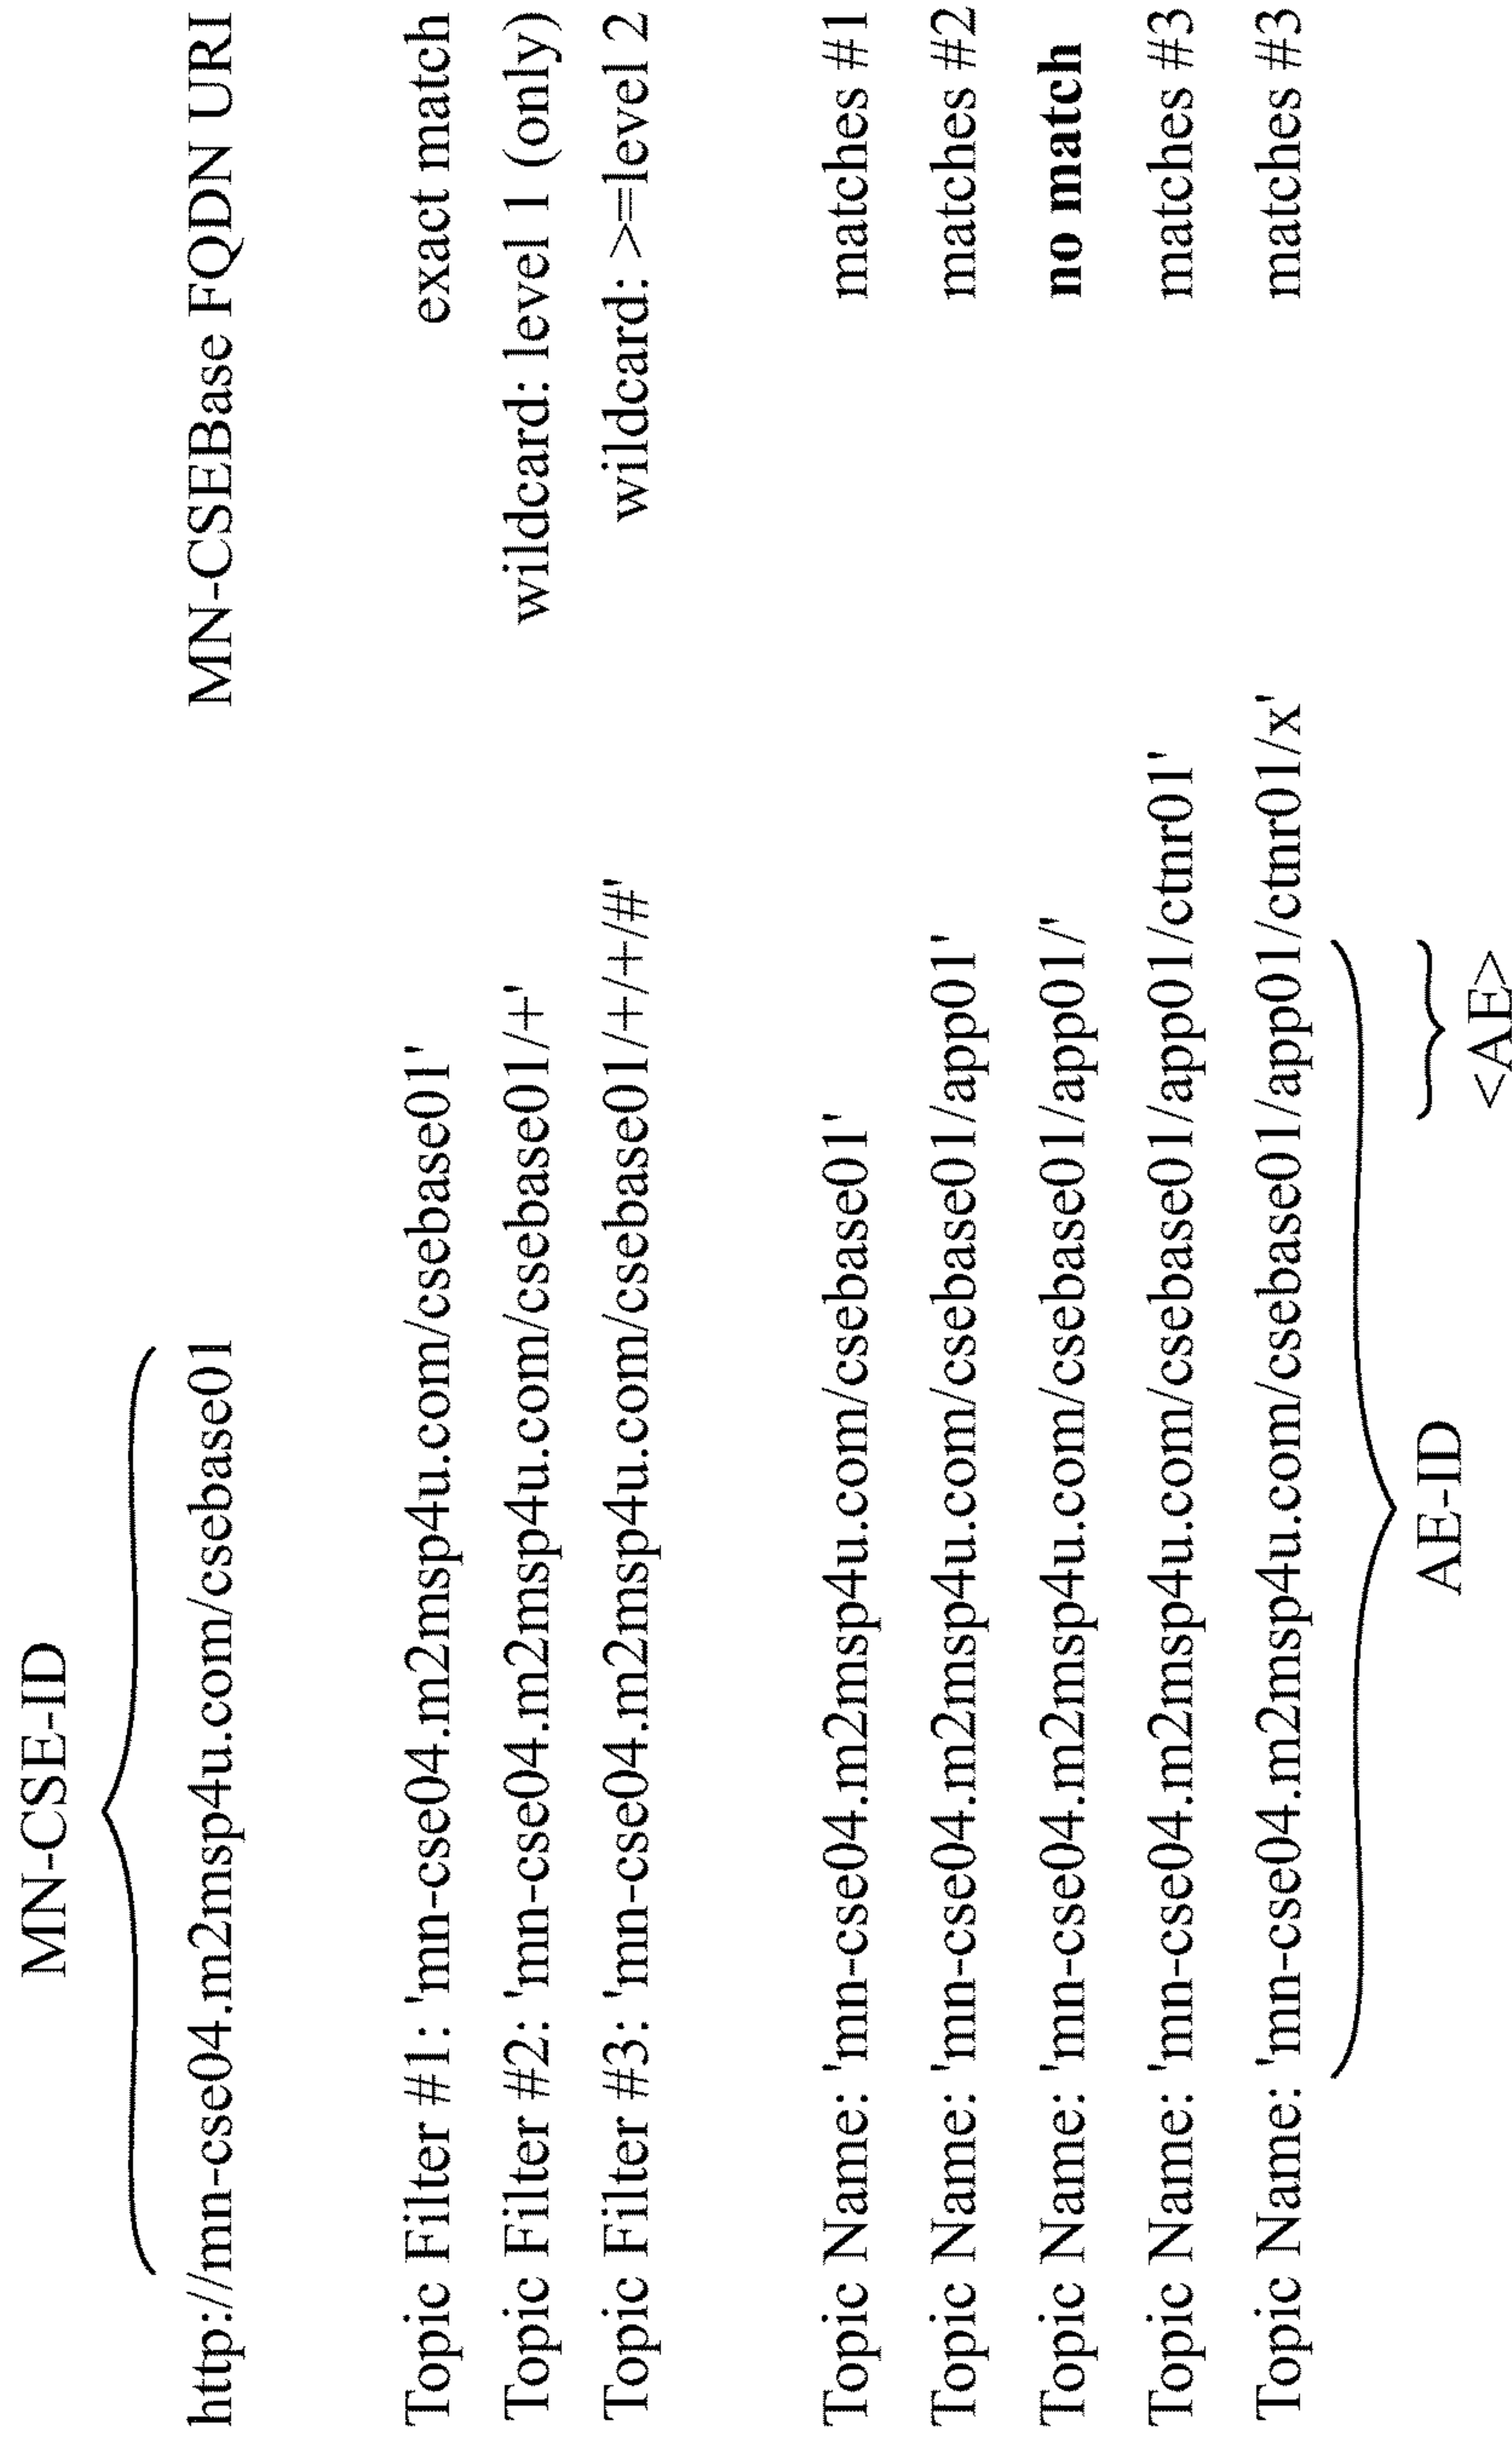 MN-CSE-ID
http://mn-cse04.m2msp4u.com/csebase01 MN-CSEBase FQDN URI
Topic Filter #1: 'mn-cse04.m2msp4u.com/csebase01' exact match
Topic Filter #2: 'mn-cse04.m2msp4u.com/csebase01/+' wildcard: level 1 (only)
Topic Filter #3: 'mn-cse04.m2msp4u.com/csebase01/+/+/#' wildcard: >=level 2
Topic Name: 'mn-cse04.m2msp4u.com/csebase01' matches #1
Topic Name: 'mn-cse04.m2msp4u.com/csebase01/app01' matches #2
Topic Name: 'mn-cse04.m2msp4u.com/csebase01/app01/' no match
Topic Name: 'mn-cse04.m2msp4u.com/csebase01/app01/ctnr01' matches #3
Topic Name: 'mn-cse04.m2msp4u.com/csebase01/app01/ctnr01/x' matches #3
AE-ID
<AE>